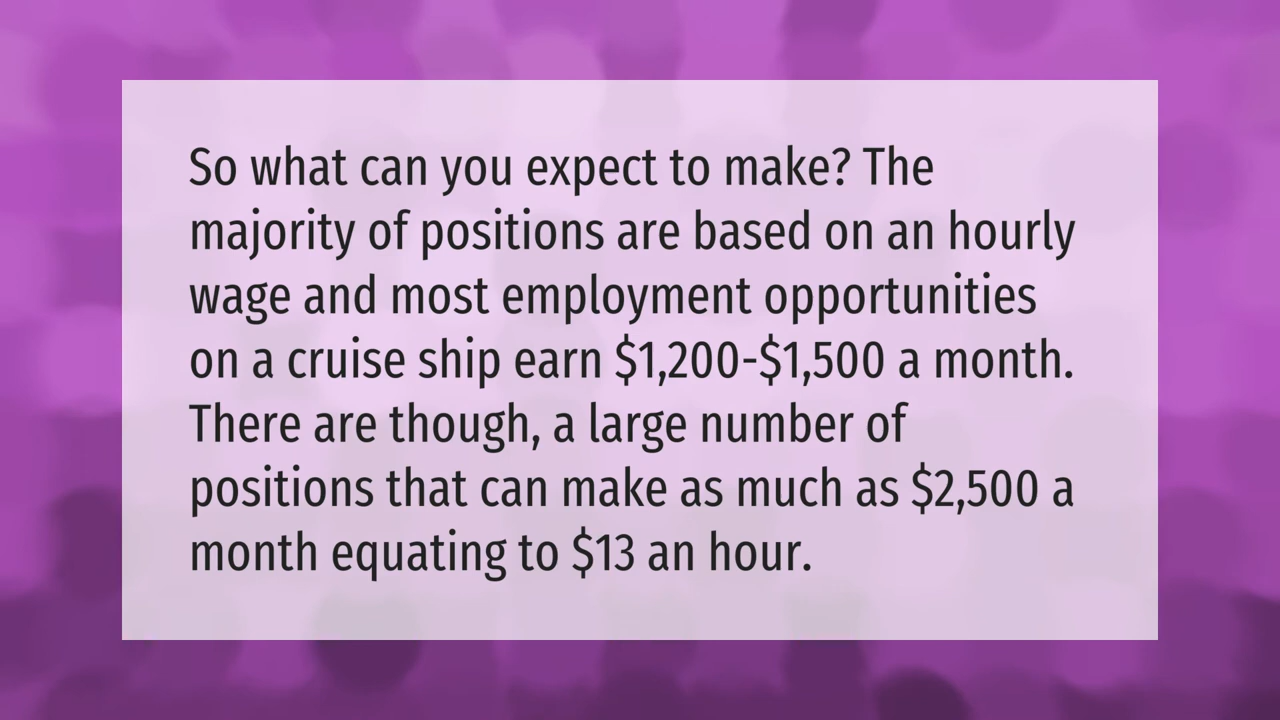 So what can you expect to make? The
majority of positions are based on an hourly
wage and most employment opportunities
on a cruise ship earn $1,200-$1,500 a month.
There are though, a large number of
positions that can make as much as $2,500 a
month equating to $13 an hour.